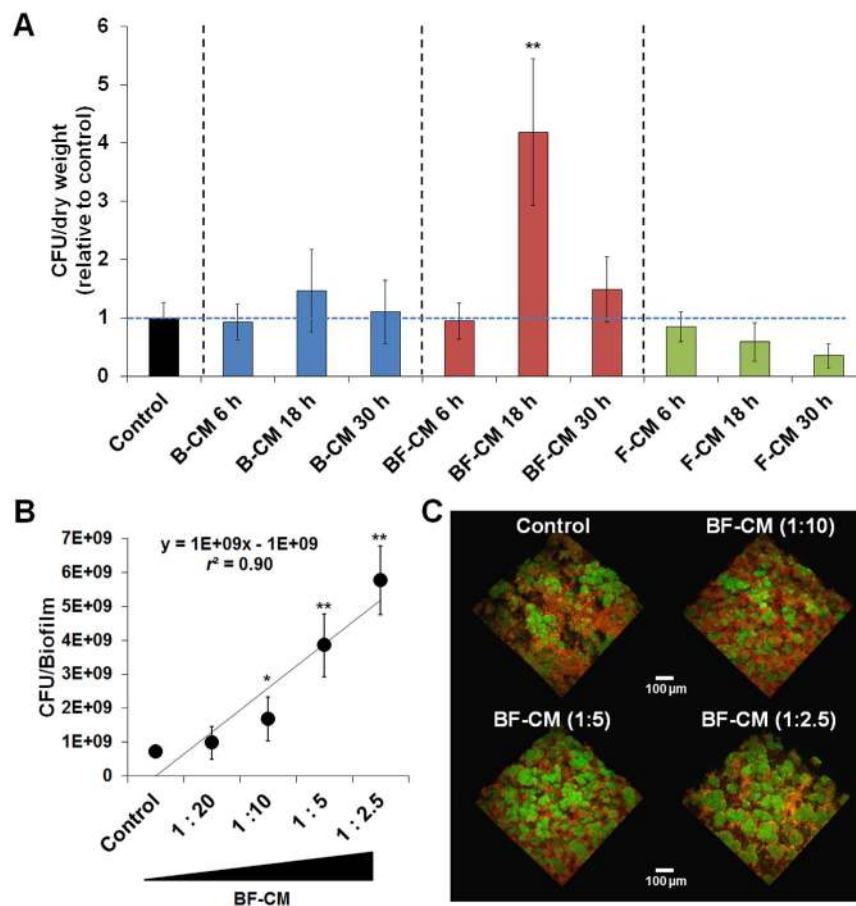 A
CFU/dry weight
(relative to control)
6
5
4
3
2
1
0
**
Control
B-CM 6 h
B-CM 18 h
B-CM 30 h
BF-CM 6 h
BF-CM 18 h
BF-CM 30 h
F-CM 6 h
F-CM 18 h
F-CM 30 h
B
CFU/Biofilm
7E+09
6E+09
5E+09
4E+09
3E+09
2E+09
1E+09
0
y = 1E+09x - 1E+09
r² = 0.90
*
**
**
Control
1 : 20
1 :10
1 : 5
1 : 2.5
BF-CM
C
Control
BF-CM (1:10)
100 µm
BF-CM (1:5)
BF-CM (1:2.5)
100 µm